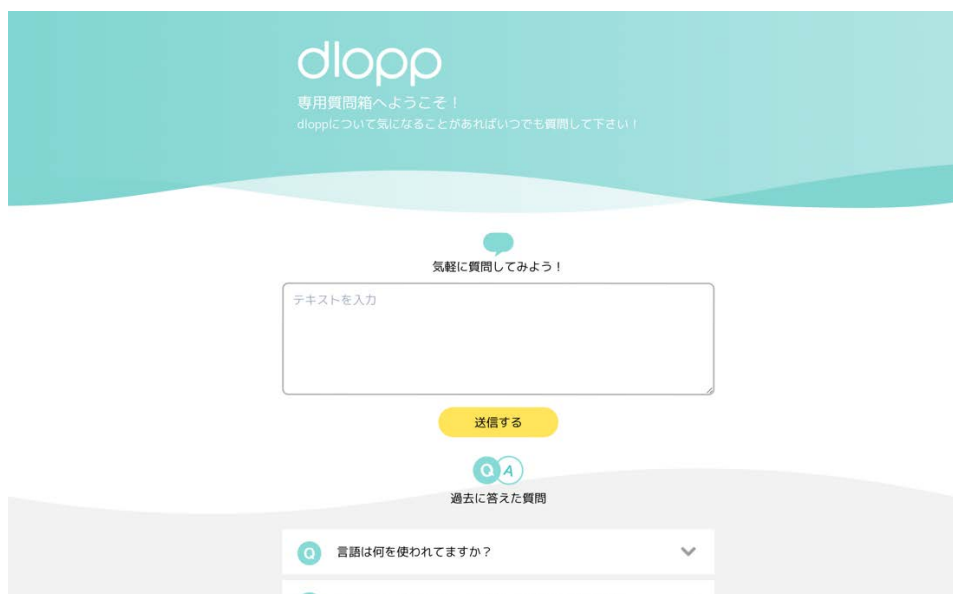 dlopp
専用質問箱へようこそ！
dloppについて気になることがあればいつでも質問して下さい！
気軽に質問してみよう！
テキストを入力
送信する
Q A
過去に答えた質問
Q 言語は何を使われてますか？